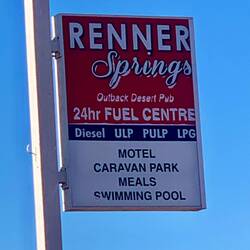 RENNER
Springs
Outback Desert Pub
24hr FUEL CENTRE
Diesel ULP PULP LPG
MOTEL
CARAVAN PARK
MEALS
SWIMMING POOL